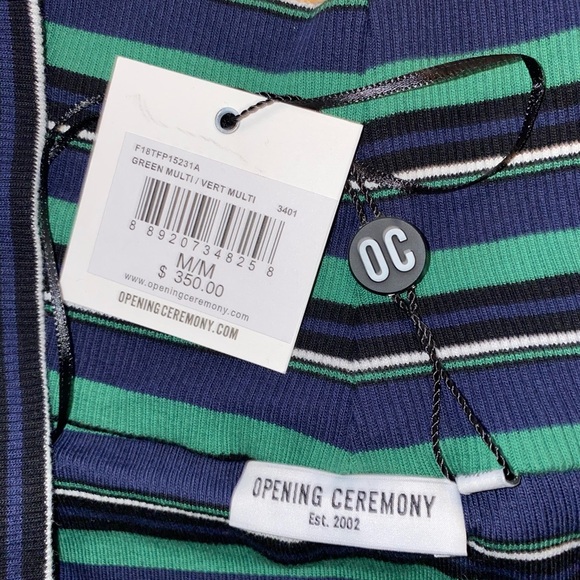 F18TFP15231A
GREEN MULTI / VERT MULTI
3401
8 89207 34825 8
M/M
$ 350.00
www.openingceremony.com
OPENINGCEREMONY.COM
OC
OPENING CEREMONY
Est. 2002